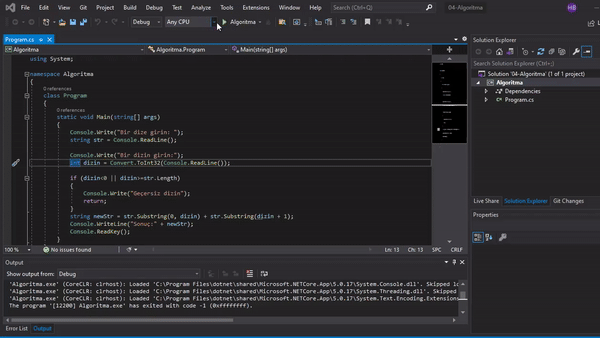 File Edit View Git Project Build Debug Test Analyze Tools Extensions Window Help Search (Ctrl+Q) 04-Algoritma HB
Debug Any CPU Algoritma Live Share
Program.cs
Algoritma Algoritma.Program Main(string[] args)
using System;
namespace Algoritma
{
0 references
class Program
{
0 references
static void Main(string[] args)
{
Console.Write("Bir dize girin: ");
string str = Console.ReadLine();
Console.Write("Bir dizin girin:");
int dizin = Convert.ToInt32(Console.ReadLine());
if (dizin<0 || dizin>=str.Length)
{
Console.Write("Geçersiz dizin");
return;
}
string newStr = str.Substring(0, dizin) + str.Substring(dizin + 1);
Console.WriteLine("Sonuç:" + newStr);
Console.ReadKey();
}
100 % No issues found Ln: 13 Ch: 13 SPC CRLF
Output
Show output from: Debug
'Algoritma.exe' (CoreCLR: clrhost): Loaded 'C:\Program Files\dotnet\shared\Microsoft.NETCore.App\5.0.17\System.Console.dll'. Skipped lo
'Algoritma.exe' (CoreCLR: clrhost): Loaded 'C:\Program Files\dotnet\shared\Microsoft.NETCore.App\5.0.17\System.Threading.dll'. Skipped
'Algoritma.exe' (CoreCLR: clrhost): Loaded 'C:\Program Files\dotnet\shared\Microsoft.NETCore.App\5.0.17\System.Text.Encoding.Extension
The program '[12200] Algoritma.exe' has exited with code -1 (0xffffffff).
Error List Output
Solution Explorer
Search Solution Explorer (Ctrl+;)
Solution '04-Algoritma' (1 of 1 project)
Algoritma
Dependencies
Program.cs
Live Share Solution Explorer Git Changes
Properties